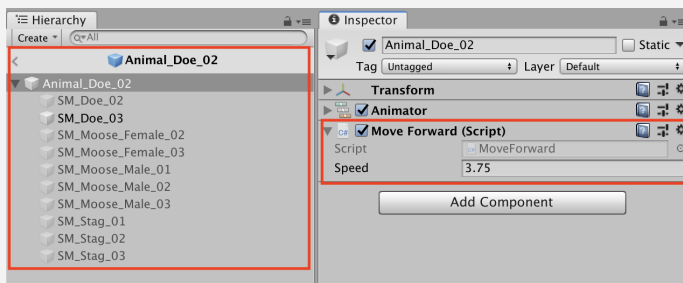 Hierarchy
Create
All
Animal_Doe_02
Animal_Doe_02
SM_Doe_02
SM_Doe_03
SM_Moose_Female_02
SM_Moose_Female_03
SM_Moose_Male_01
SM_Moose_Male_02
SM_Moose_Male_03
SM_Stag_01
SM_Stag_02
SM_Stag_03
Inspector
Animal_Doe_02 Static
Tag Untagged Layer Default
Transform
Animator
C# Move Forward (Script)
Script MoveForward
Speed 3.75
Add Component